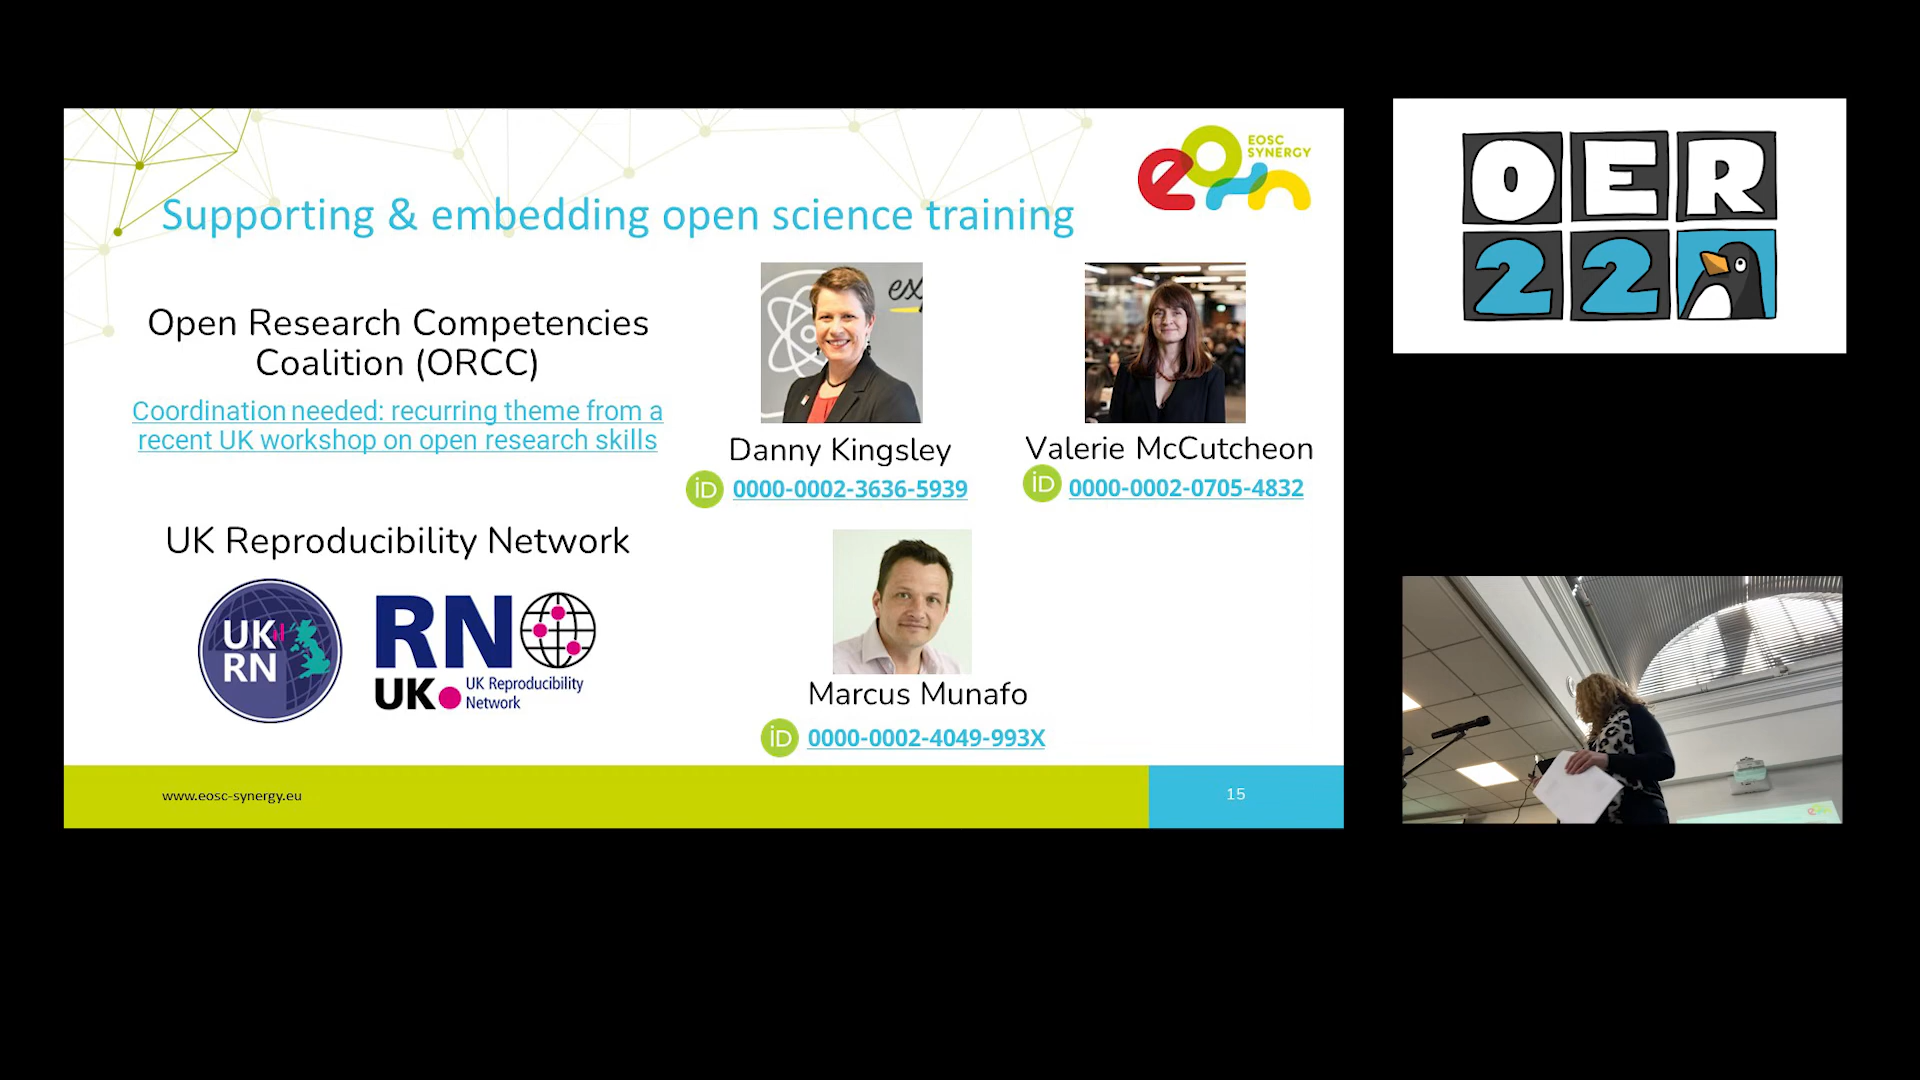 EOSC
SYNERGY
Supporting & embedding open science training
Open Research Competencies
Coalition (ORCC)
Coordination needed: recurring theme from a
recent UK workshop on open research skills
Danny Kingsley
iD 0000-0002-3636-5939
Valerie McCutcheon
iD 0000-0002-0705-4832
UK Reproducibility Network
UK
RN
RN
UK
UK Reproducibility
Network
Marcus Munafo
iD 0000-0002-4049-993X
www.eosc-synergy.eu
15
OER
22